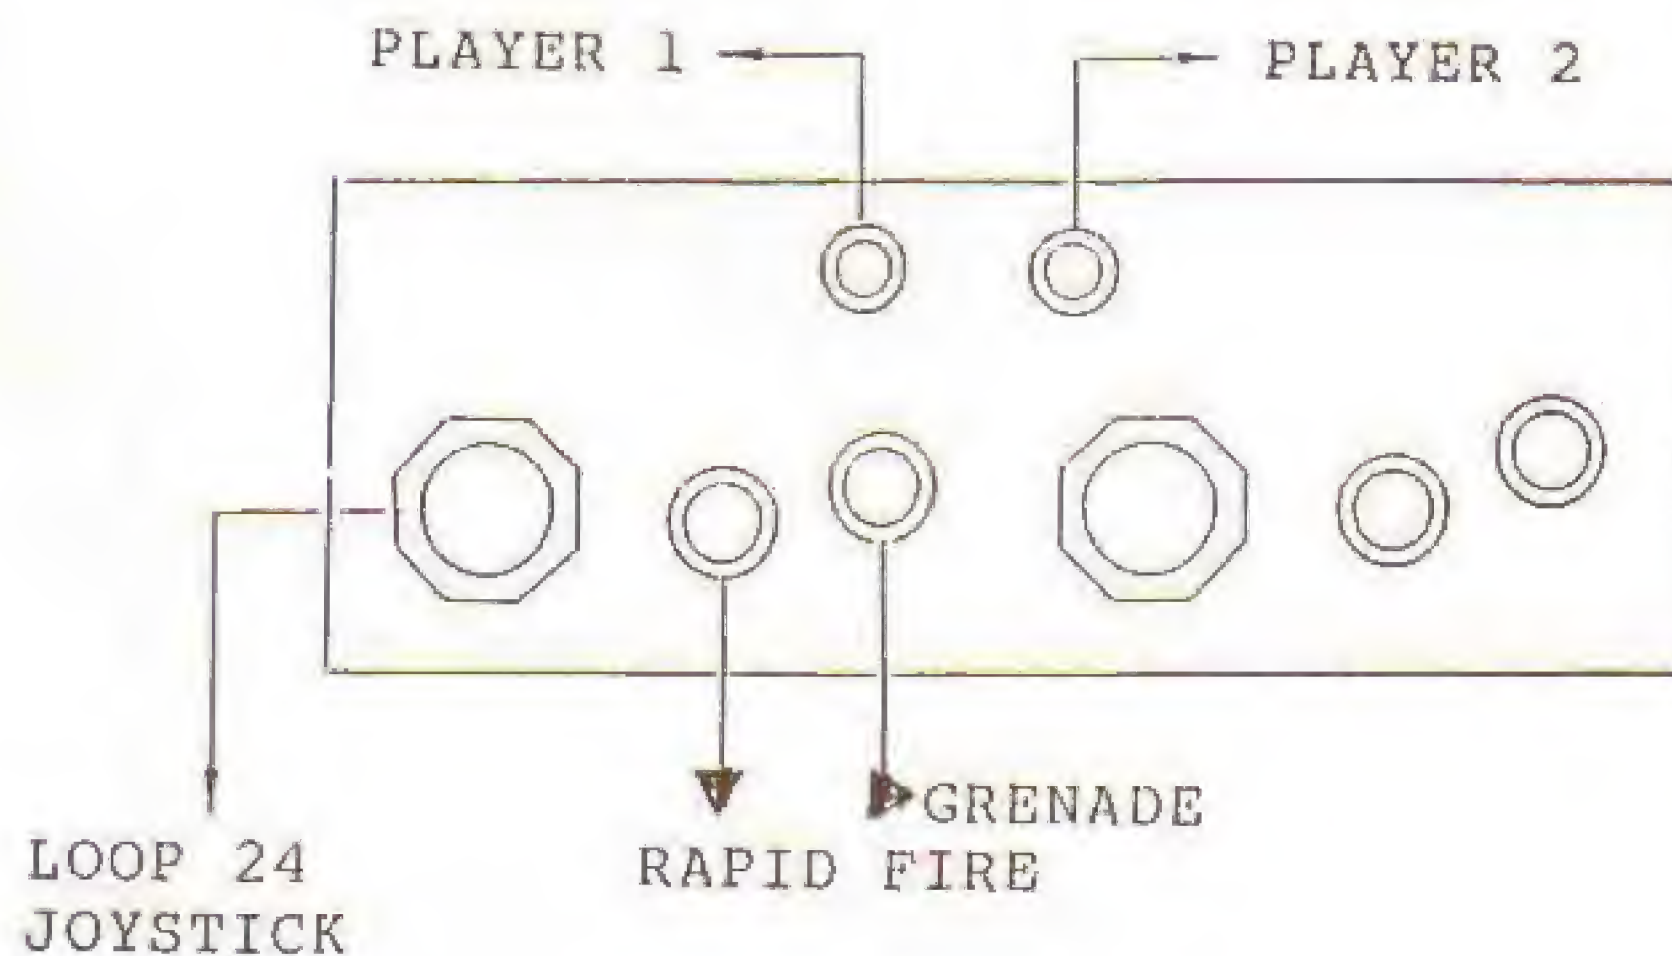 PLAYER 1
PLAYER 2
GRENADE
RAPID FIRE
LOOP 24
JOYSTICK